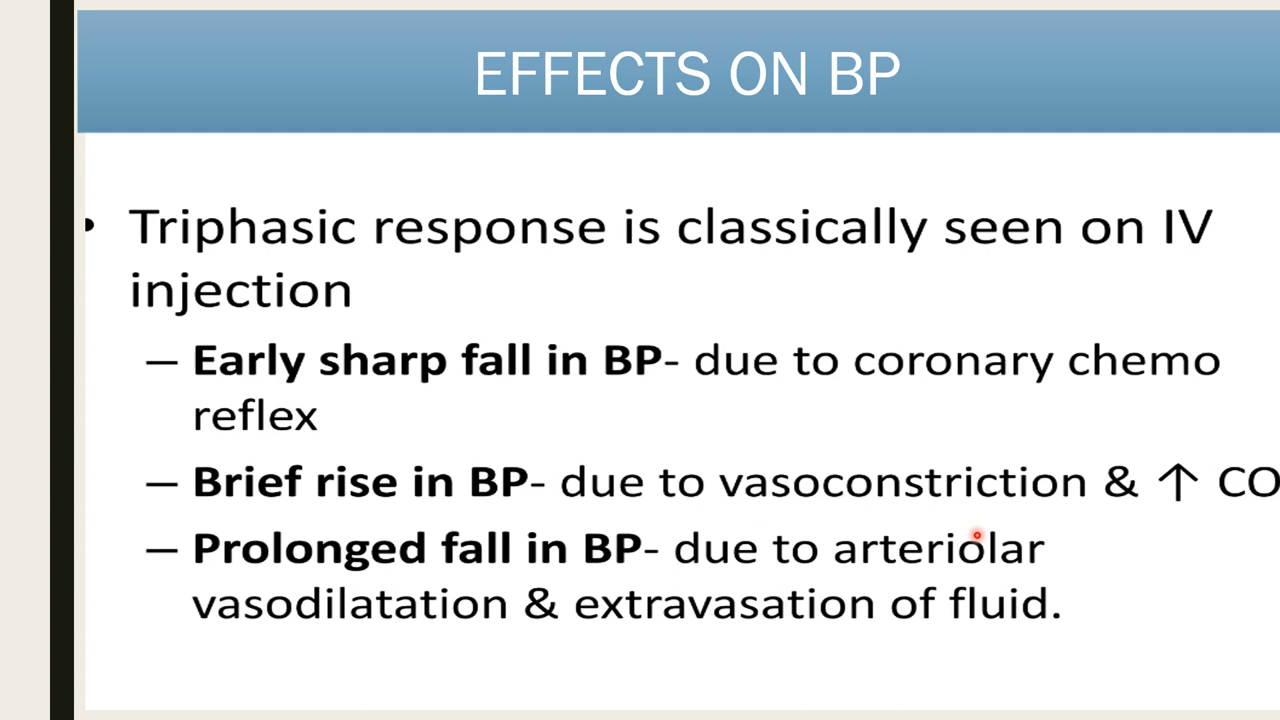 EFFECTS ON BP
• Triphasic response is classically seen on IV
injection
– Early sharp fall in BP- due to coronary chemo
reflex
– Brief rise in BP- due to vasoconstriction & ↑ CO
– Prolonged fall in BP- due to arteriolar
vasodilatation & extravasation of fluid.